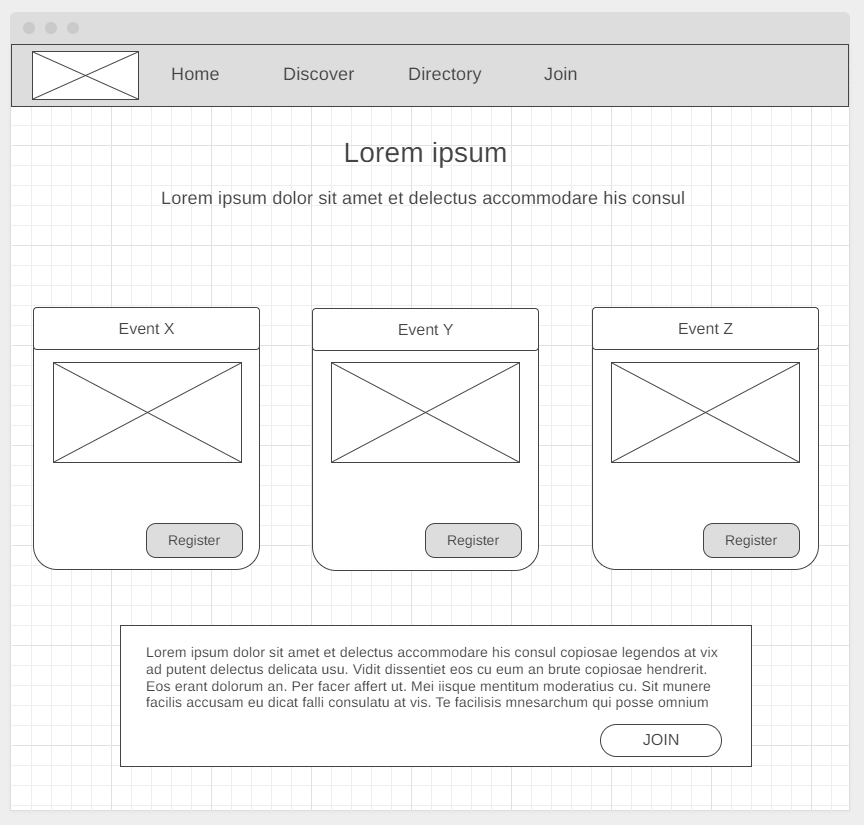 Home Discover Directory Join
Lorem ipsum
Lorem ipsum dolor sit amet et delectus accommodare his consul
Event X
Register
Event Y
Register
Event Z
Register
Lorem ipsum dolor sit amet et delectus accommodare his consul copiosae legendos at vix
ad putent delectus delicata usu. Vidit dissentiet eos cu eum an brute copiosae hendrerit.
Eos erant dolorum an. Per facer affert ut. Mei iisque mentitum moderatius cu. Sit munere
facilis accusam eu dicat falli consulatu at vis. Te facilisis mnesarchum qui posse omnium
JOIN